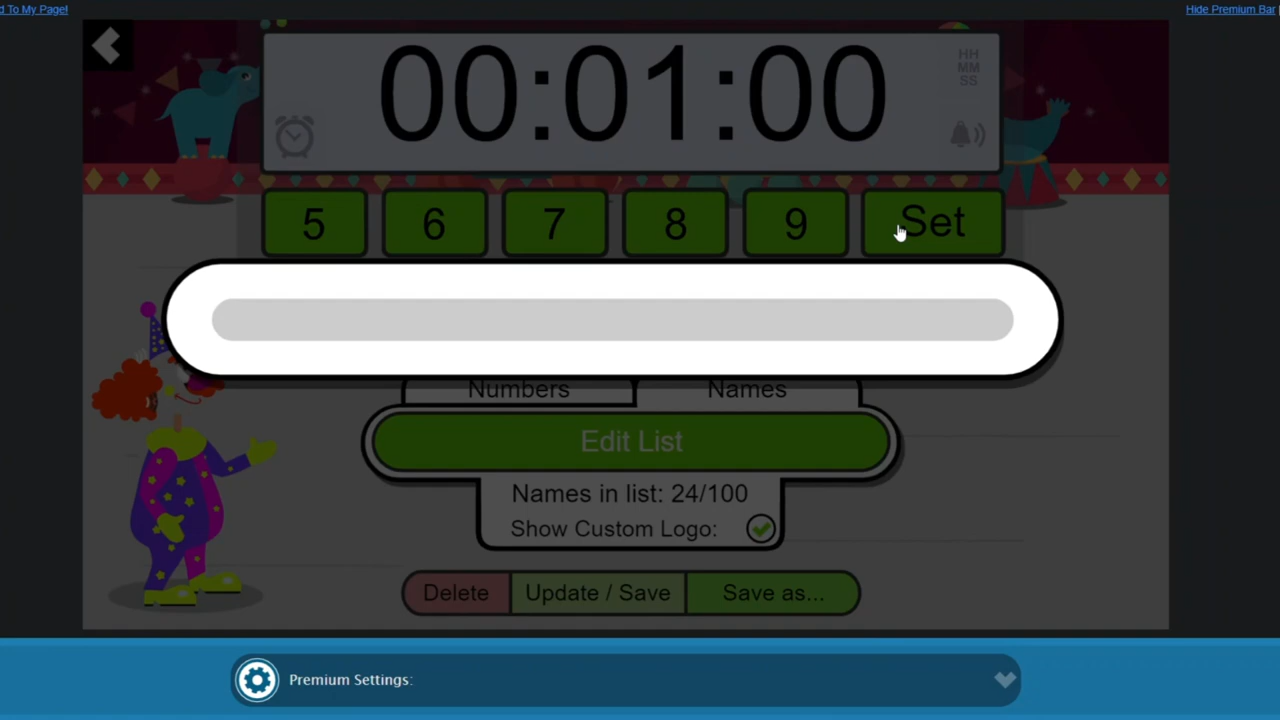 d To My Page!
Hide Premium Bar
00:01:00
HH
MM
SS
5 6 7 8 9 Set
Numbers Names
Edit List
Names in list: 24/100
Show Custom Logo:
Delete Update / Save Save as...
Premium Settings: